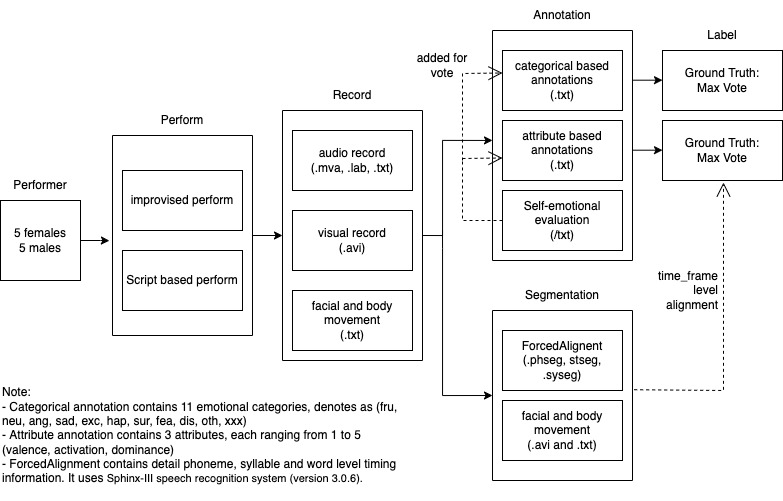 Annotation
Label
added for
vote
categorical based
annotations
(.txt)
Ground Truth:
Max Vote
Record
Perform
audio record
(.mva, .lab, .txt)
attribute based
annotations
(.txt)
Ground Truth:
Max Vote
Performer
improvised perform
5 females
5 males
visual record
(.avi)
Self-emotional
evaluation
(/txt)
Script based perform
Segmentation
time_frame
level
alignment
facial and body
movement
(.txt)
ForcedAlignent
(.phseg, stseg,
.syseg)
facial and body
movement
(.avi and .txt)
Note:
- Categorical annotation contains 11 emotional categories, denotes as (fru,
neu, ang, sad, exc, hap, sur, fea, dis, oth, xxx)
- Attribute annotation contains 3 attributes, each ranging from 1 to 5
(valence, activation, dominance)
- ForcedAlignment contains detail phoneme, syllable and word level timing
information. It uses Sphinx-III speech recognition system (version 3.0.6).